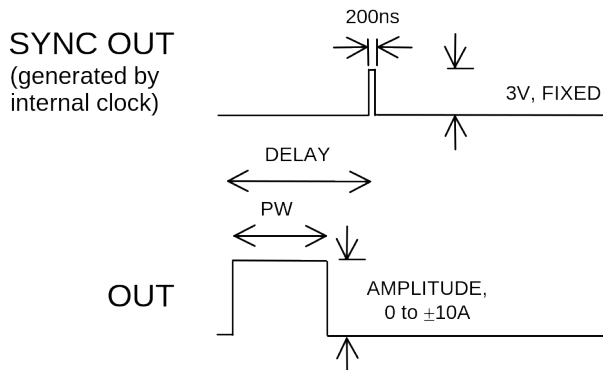 200ns
SYNC OUT
(generated by
internal clock)
3V, FIXED
DELAY
PW
OUT
AMPLITUDE,
0 to ±10A